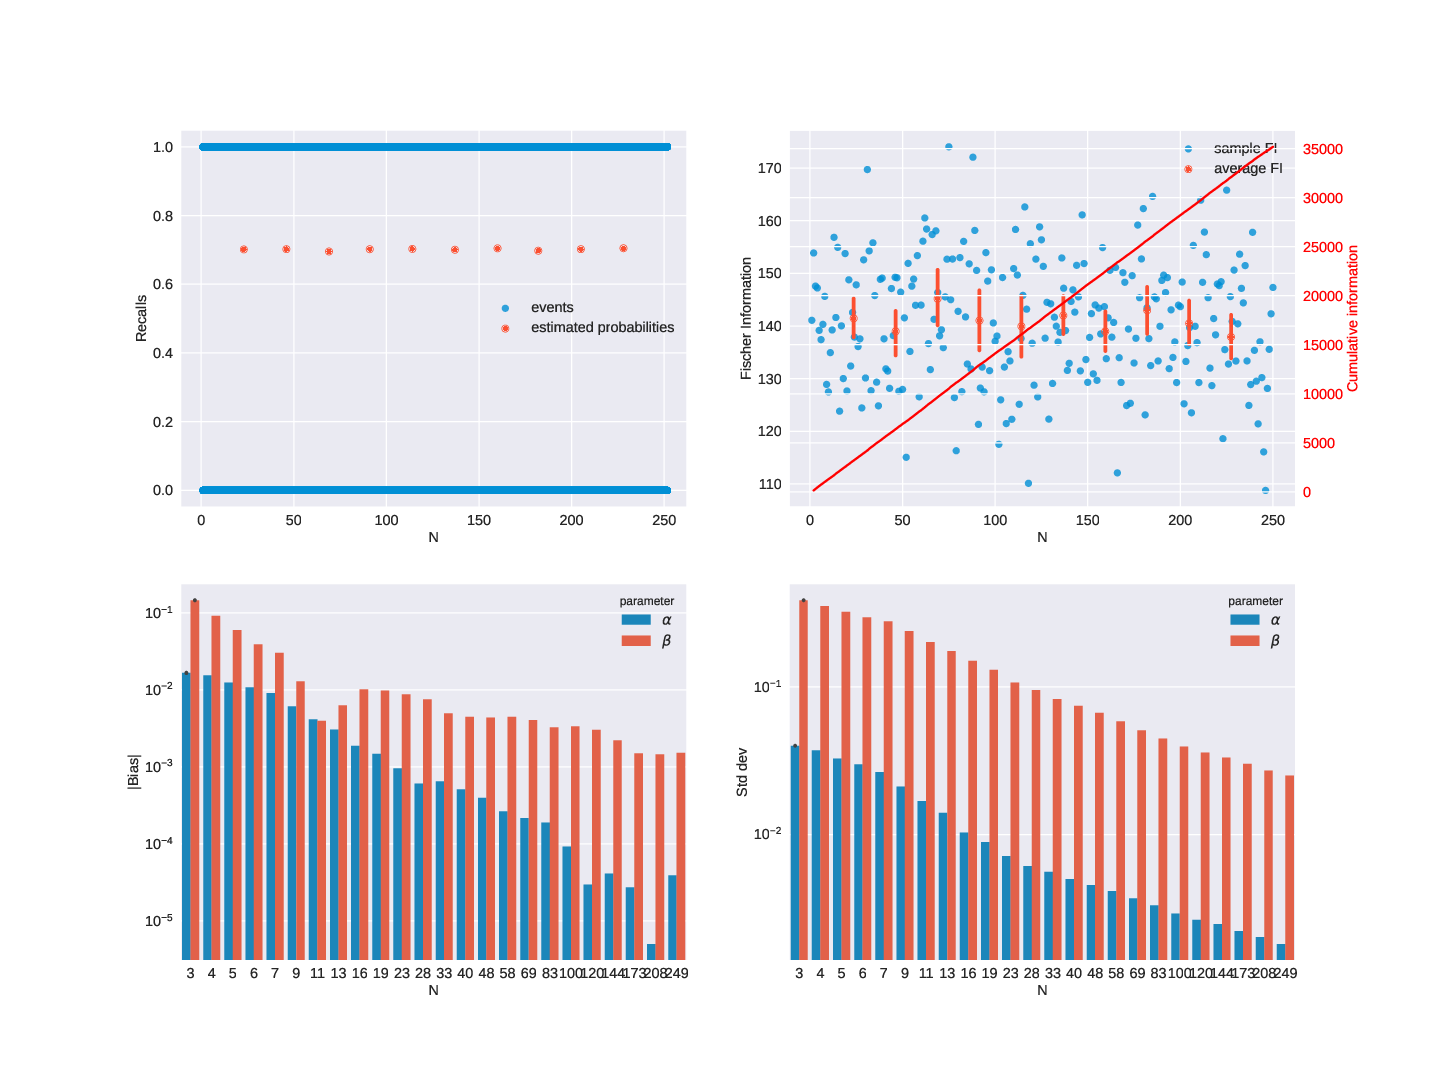 1.0
0.8
0.6
0.4
0.2
0.0
Recalls
events
estimated probabilities
0 50 100 150 200 250
N
170
160
150
140
130
120
110
Fischer Information
sample FI
average FI
35000
30000
25000
20000
15000
10000
5000
0
Cumulative information
0 50 100 150 200 250
N
10⁻¹
10⁻²
10⁻³
10⁻⁴
10⁻⁵
|Bias|
parameter
α
β
3 4 5 6 7 9 11 13 16 19 23 28 33 40 48 58 69 83 100 120 144 173 208 249
N
10⁻¹
10⁻²
Std dev
parameter
α
β
3 4 5 6 7 9 11 13 16 19 23 28 33 40 48 58 69 83 100 120 144 173 208 249
N